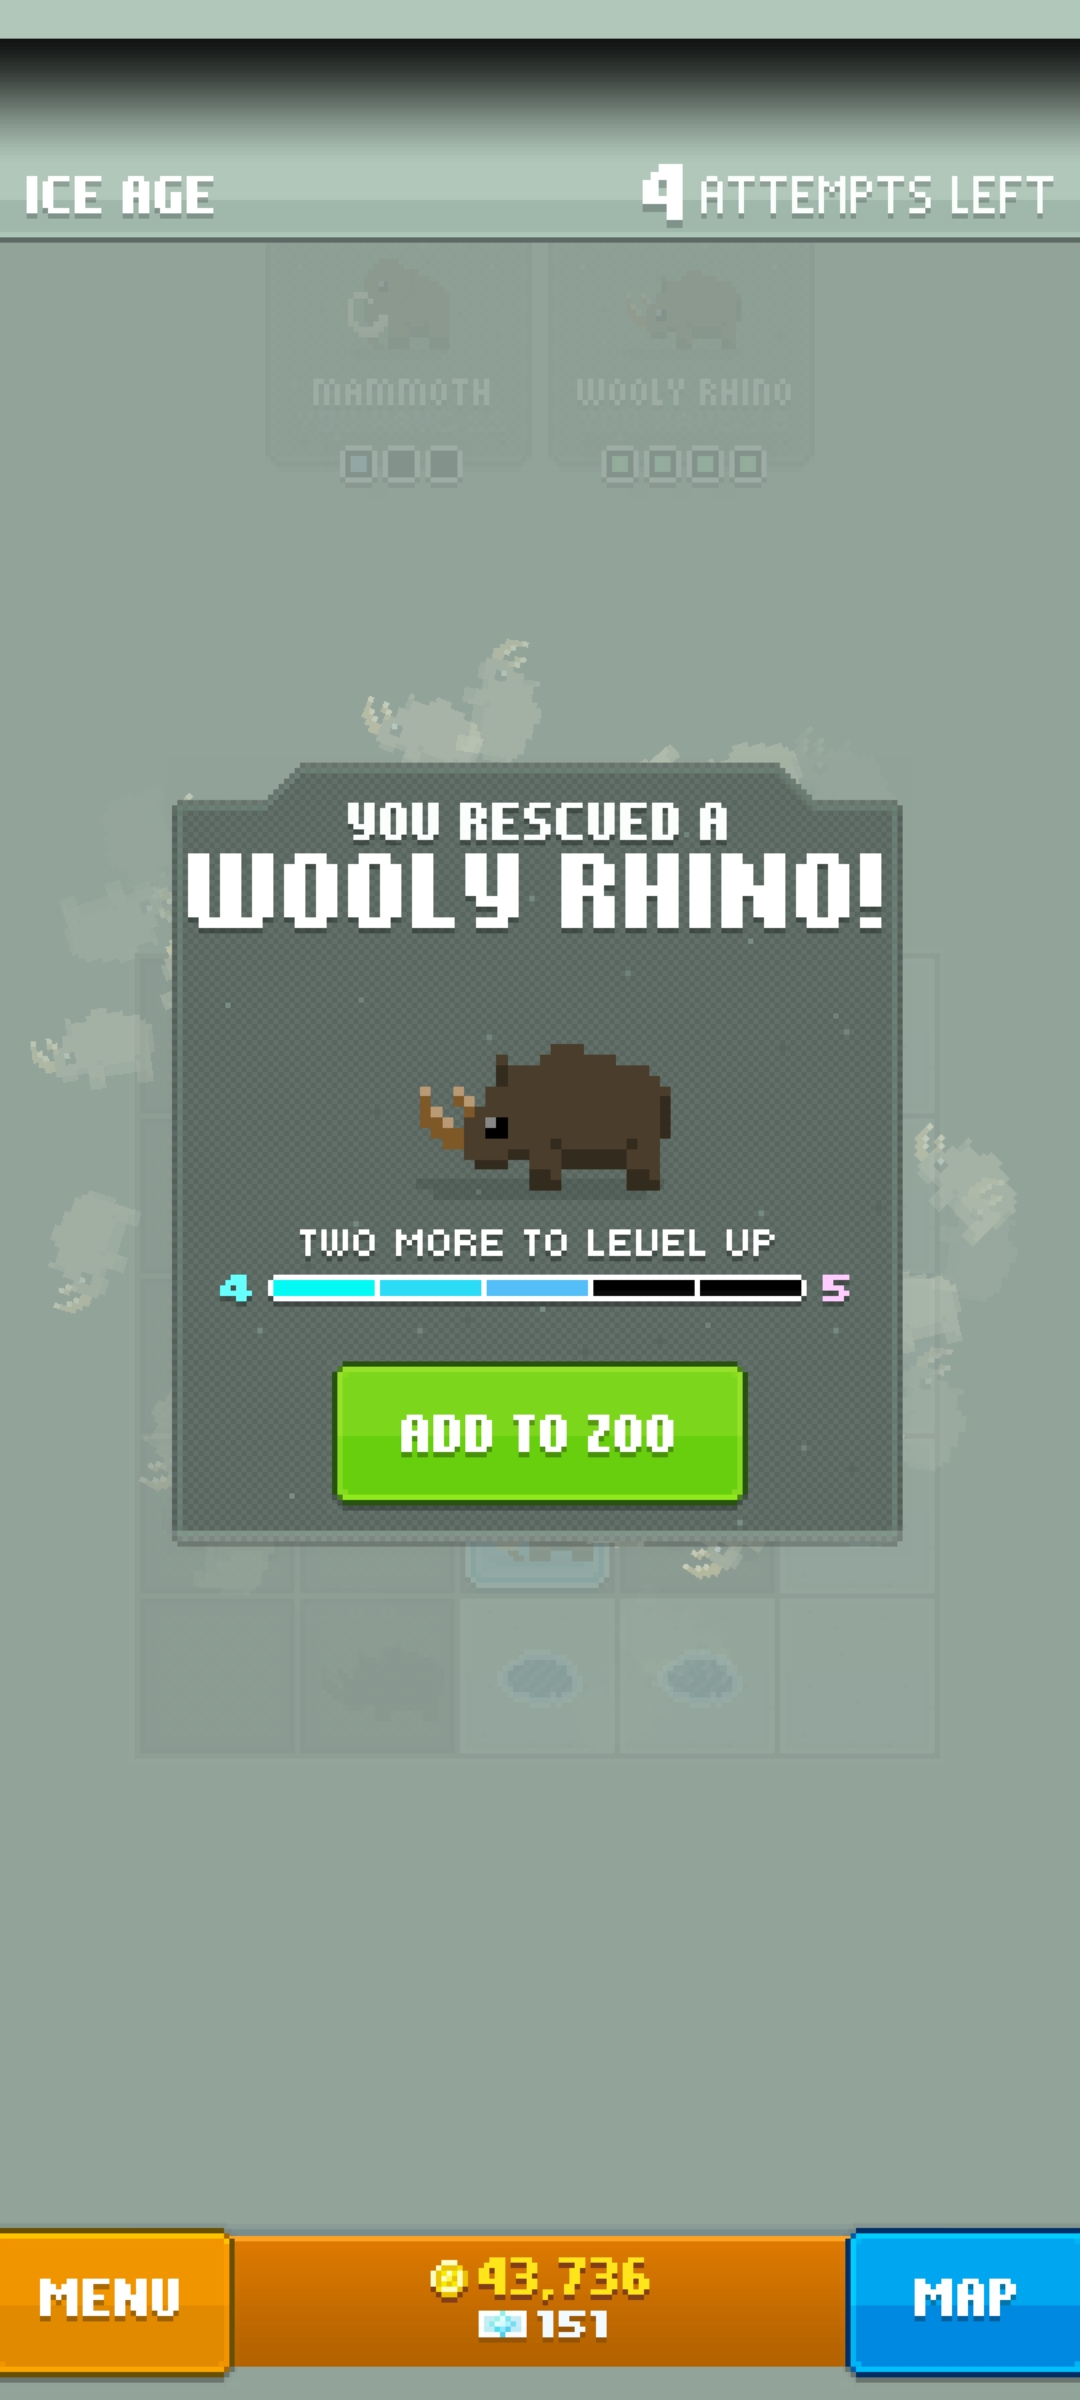 ICE AGE
4 ATTEMPTS LEFT
MAMMOTH
WOOLY RHINO
YOU RESCUED A
WOOLY RHINO!
TWO MORE TO LEVEL UP
4
5
ADD TO ZOO
MENU
43,736
151
MAP